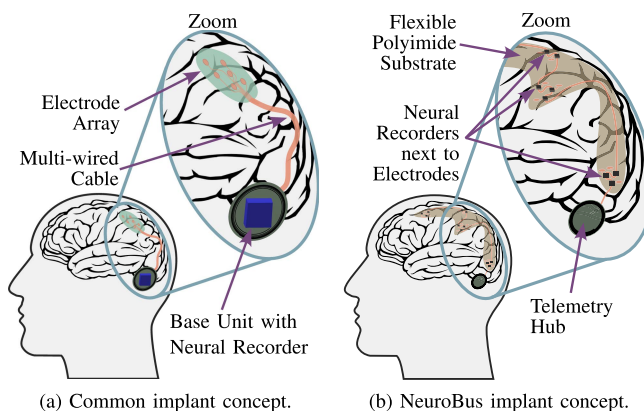 Zoom
Electrode
Array
Multi-wired
Cable
Base Unit with
Neural Recorder
(a) Common implant concept.
Flexible
Polyimide
Substrate
Zoom
Neural
Recorders
next to
Electrodes
Telemetry
Hub
(b) NeuroBus implant concept.